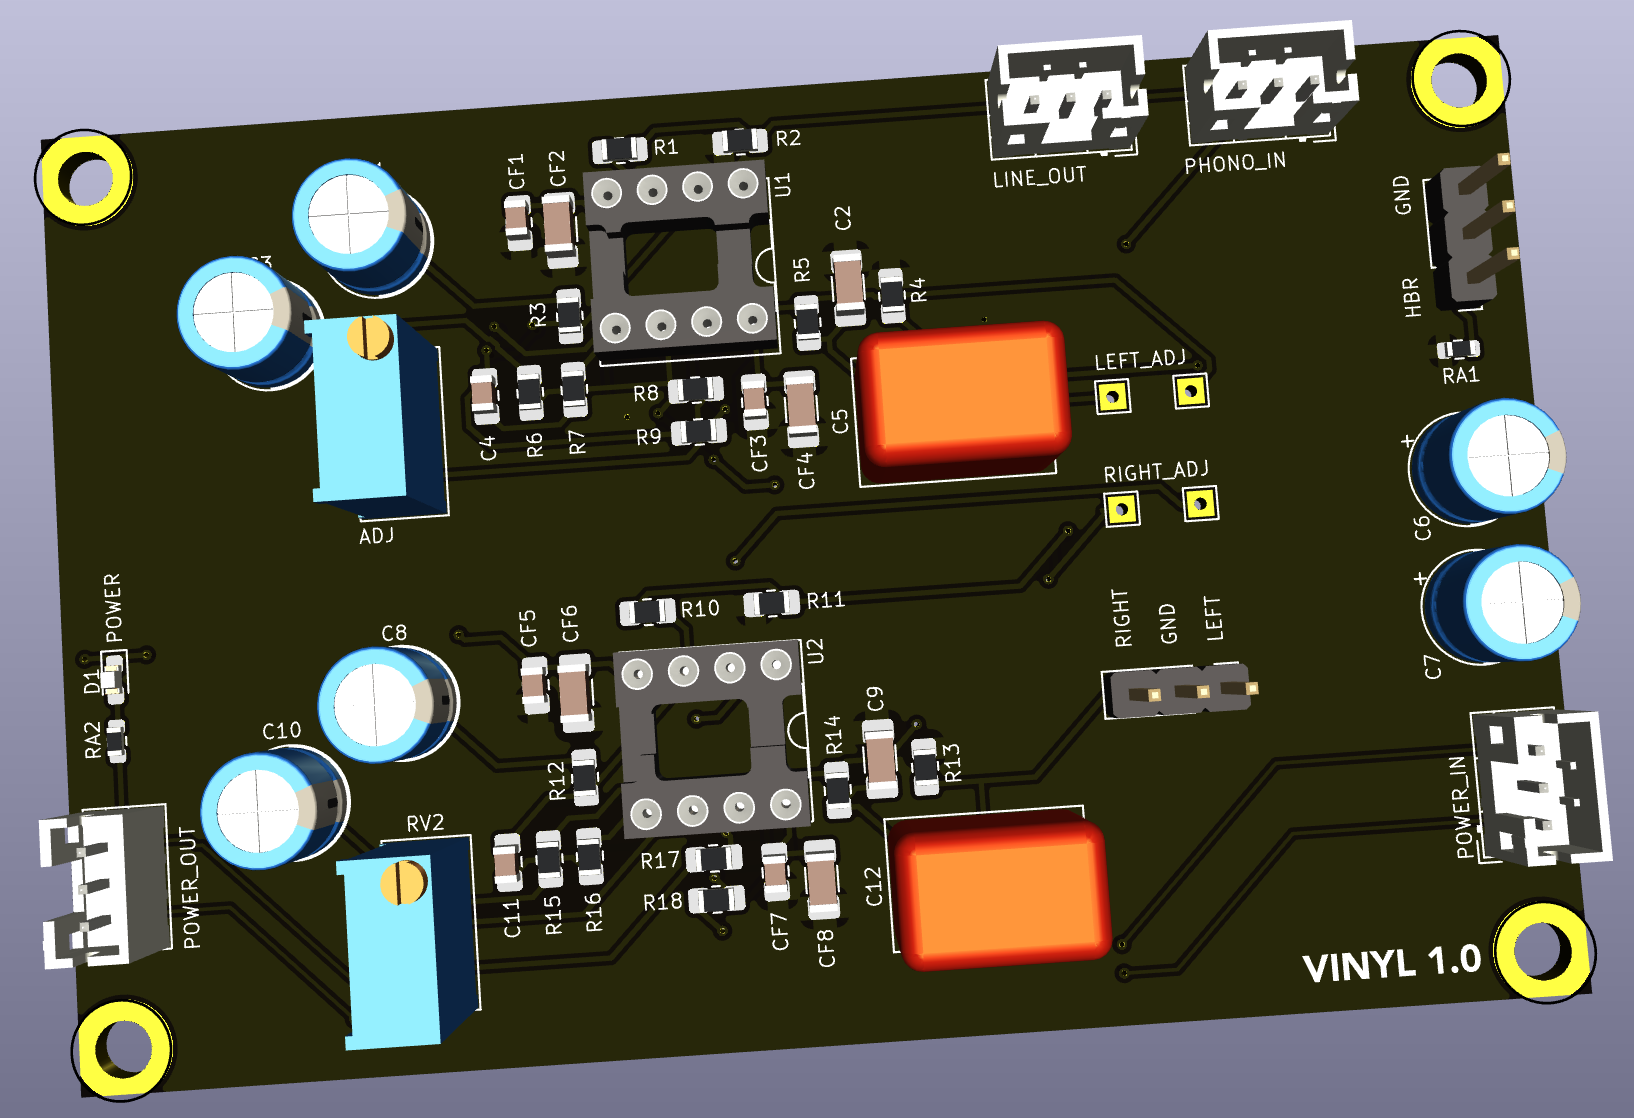 LINE_OUT
PHONO_IN
R1
R2
CF1
CF2
U1
GND
HBR
C2
R5
R4
R3
RA1
LEFT_ADJ
R8
R9
CF3
CF4
C5
C4
R6
R7
ADJ
RIGHT_ADJ
+
C6
+
C7
POWER
D1
RA2
C8
CF5
CF6
R10
R11
U2
RIGHT
GND
LEFT
C10
R12
R14
C9
R13
POWER_IN
RV2
POWER_OUT
C11
R15
R16
R17
R18
CF7
CF8
C12
VINYL 1.0